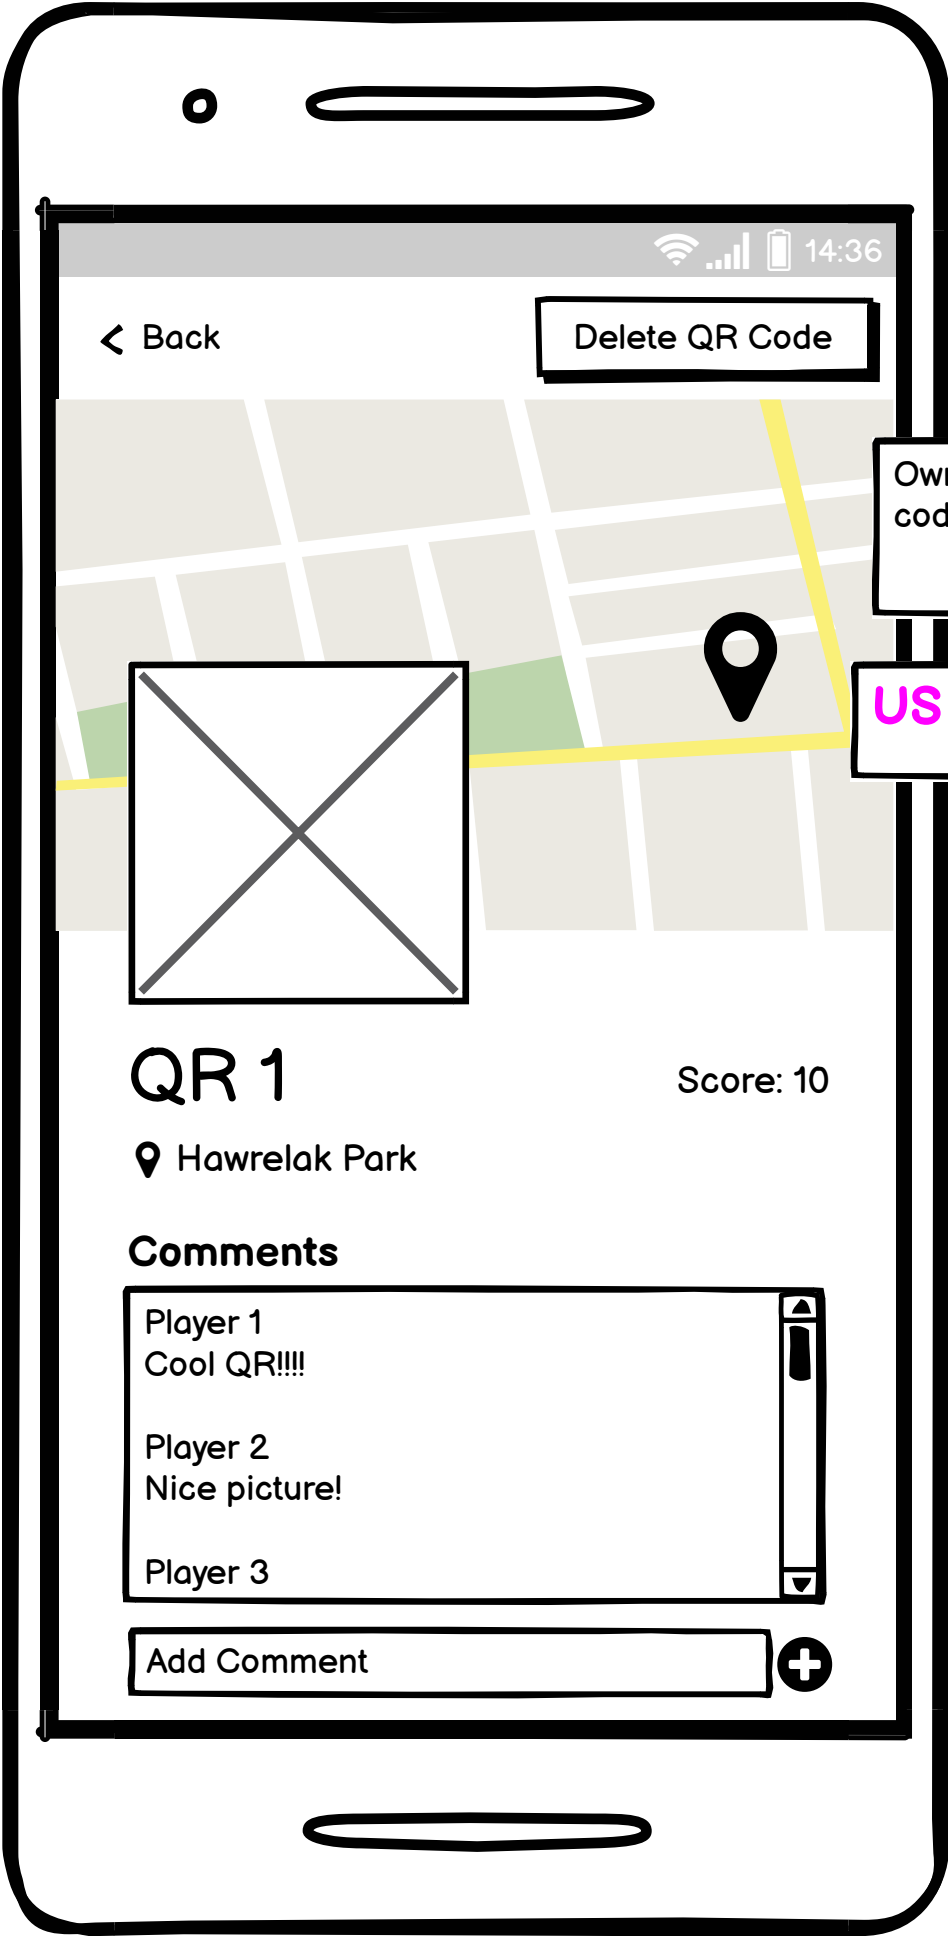 14:36
Back
Delete QR Code
US
QR 1
Score: 10
Hawrelak Park
Comments
Player 1
Cool QR!!!!
Player 2
Nice picture!
Player 3
Add Comment